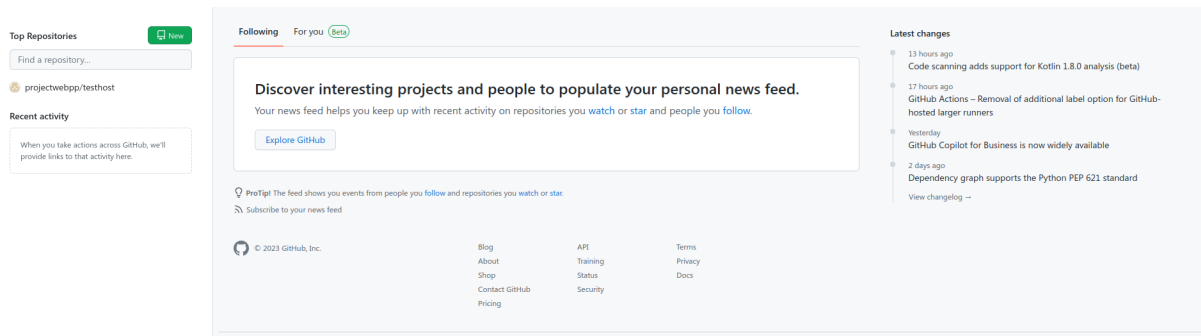 Top Repositories
New
Find a repository...
projectwebpp/testhost
Recent activity
When you take actions across GitHub, we'll
provide links to that activity here.
Following
For you Beta
Discover interesting projects and people to populate your personal news feed.
Your news feed helps you keep up with recent activity on repositories you watch or star and people you follow.
Explore GitHub
ProTip! The feed shows you events from people you follow and repositories you watch or star.
Subscribe to your news feed
© 2023 GitHub, Inc.
Blog
About
Shop
Contact GitHub
Pricing
API
Training
Status
Security
Terms
Privacy
Docs
Latest changes
13 hours ago
Code scanning adds support for Kotlin 1.8.0 analysis (beta)
17 hours ago
GitHub Actions – Removal of additional label option for GitHub-
hosted larger runners
Yesterday
GitHub Copilot for Business is now widely available
2 days ago
Dependency graph supports the Python PEP 621 standard
View changelog →